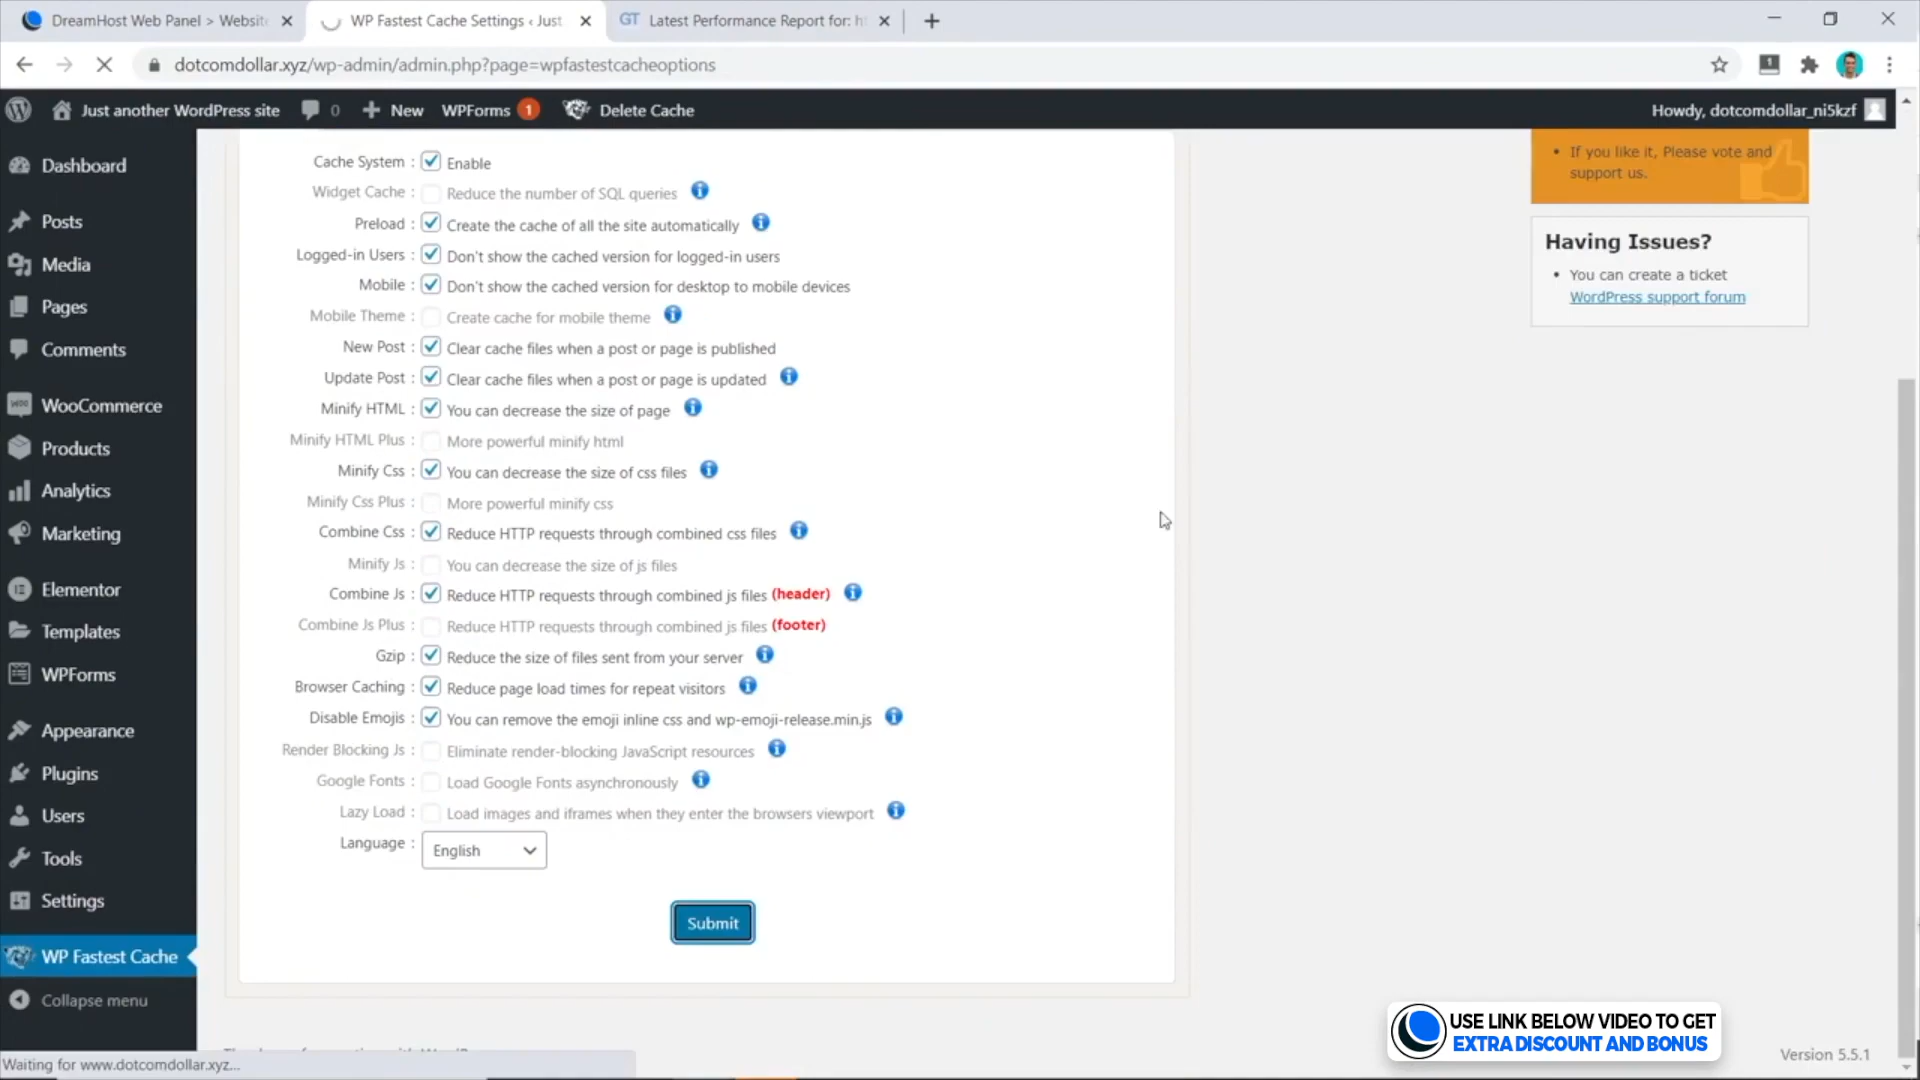 DreamHost Web Panel > Website
WP Fastest Cache Settings ‹ Just
GT Latest Performance Report for: h
dotcomdollar.xyz/wp-admin/admin.php?page=wpfastestcacheoptions
Just another WordPress site
0
New
WPForms 1
Delete Cache
Howdy, dotcomdollar_ni5kzf
Dashboard
Posts
Media
Pages
Comments
WooCommerce
Products
Analytics
Marketing
Elementor
Templates
WPForms
Appearance
Plugins
Users
Tools
Settings
WP Fastest Cache
Collapse menu
Cache System : Enable
Widget Cache : Reduce the number of SQL queries
Preload : Create the cache of all the site automatically
Logged-in Users : Don't show the cached version for logged-in users
Mobile : Don't show the cached version for desktop to mobile devices
Mobile Theme : Create cache for mobile theme
New Post : Clear cache files when a post or page is published
Update Post : Clear cache files when a post or page is updated
Minify HTML : You can decrease the size of page
Minify HTML Plus : More powerful minify html
Minify Css : You can decrease the size of css files
Minify Css Plus : More powerful minify css
Combine Css : Reduce HTTP requests through combined css files
Minify Js : You can decrease the size of js files
Combine Js : Reduce HTTP requests through combined js files (header)
Combine Js Plus : Reduce HTTP requests through combined js files (footer)
Gzip : Reduce the size of files sent from your server
Browser Caching : Reduce page load times for repeat visitors
Disable Emojis : You can remove the emoji inline css and wp-emoji-release.min.js
Render Blocking Js : Eliminate render-blocking JavaScript resources
Google Fonts : Load Google Fonts asynchronously
Lazy Load : Load images and iframes when they enter the browsers viewport
Language : English
Submit
If you like it, Please vote and
support us.
Having Issues?
You can create a ticket
WordPress support forum
USE LINK BELOW VIDEO TO GET
EXTRA DISCOUNT AND BONUS
Version 5.5.1
Waiting for www.dotcomdollar.xyz...